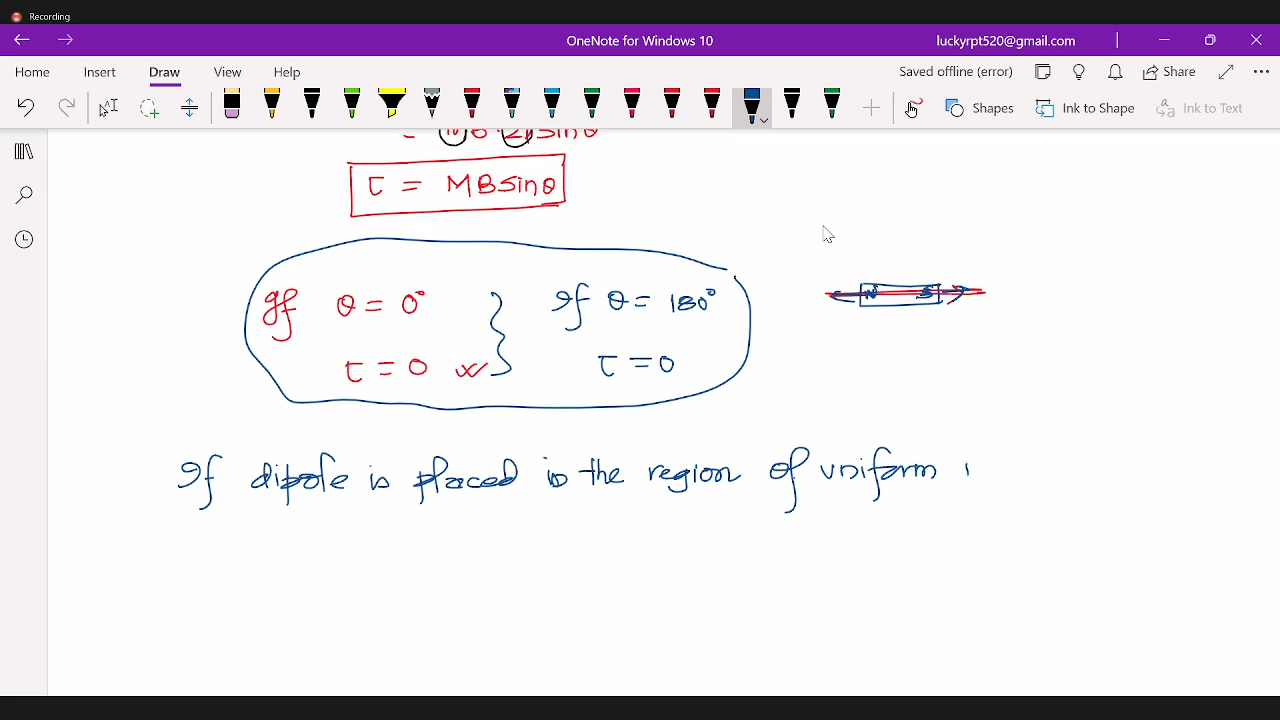 Recording
OneNote for Windows 10
luckyrpt520@gmail.com
Home Insert Draw View Help
Saved offline (error) Share
Shapes Ink to Shape Ink to Text
sinθ
τ = MBsinθ
If θ = 0° If θ = 180°
τ = 0 τ = 0
N S
If dipole is placed in the region of uniform